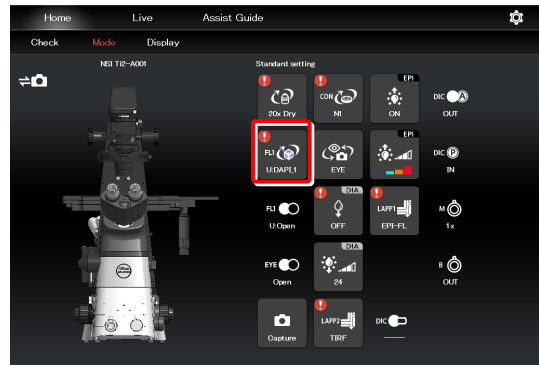 Home Live Assist Guide
Check Mode Display
NSI Ti2-A001
Standard setting
20x Dry
CON
N1
EPI
ON
DIC A
OUT
FL1
U:DAPI_1
EYE
EPI
DIC P
IN
FL1
U:Open
DIA
OFF
LAPP1
EPI-FL
M
1x
EYE
Open
DIA
24
B
OUT
Capture
LAPP2
TIRF
DIC